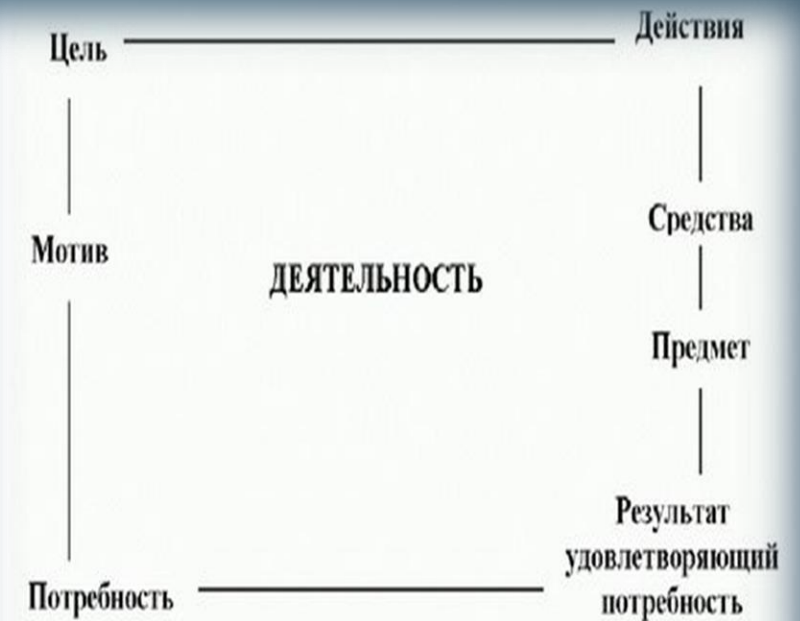 Цель
Действия
Средства
Мотив
ДЕЯТЕЛЬНОСТЬ
Предмет
Результат
удовлетворяющий
Потребность
потребность